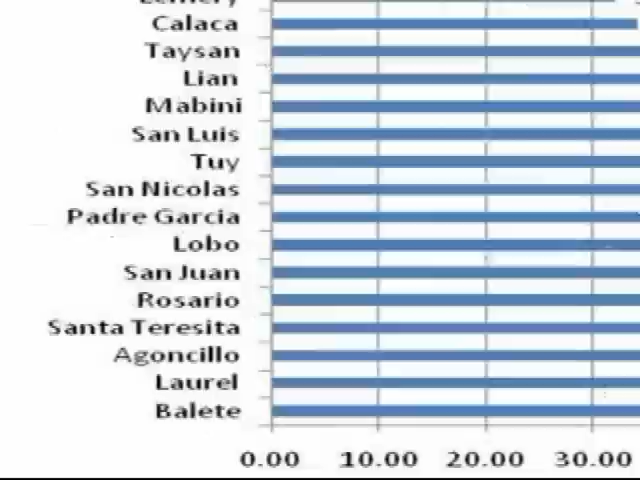 Calaca
Taysan
Lian
Mabini
San Luis
Tuy
San Nicolas
Padre Garcia
Lobo
San Juan
Rosario
Santa Teresita
Agoncillo
Laurel
Balete
0.00 10.00 20.00 30.00